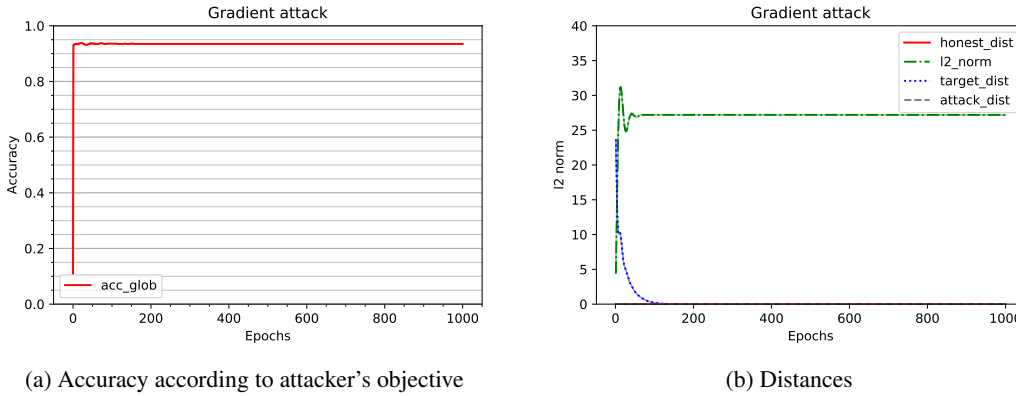 Gradient attack
1.0
0.8
0.6
0.4
0.2
0.0
Accuracy
acc_glob
0 200 400 600 800 1000
Epochs
(a) Accuracy according to attacker's objective
Gradient attack
40
35
30
25
20
15
10
5
0
l2 norm
honest_dist
l2_norm
target_dist
attack_dist
0 200 400 600 800 1000
Epochs
(b) Distances